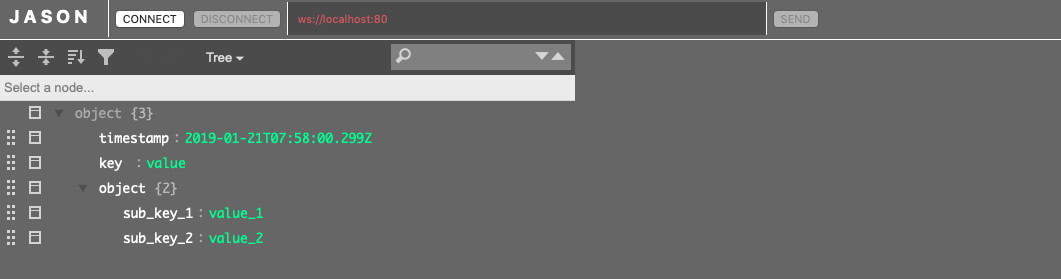 JASON CONNECT DISCONNECT ws://localhost:80 SEND
Tree
Select a node...
object {3}
timestamp : 2019-01-21T07:58:00.299Z
key : value
object {2}
sub_key_1 : value_1
sub_key_2 : value_2